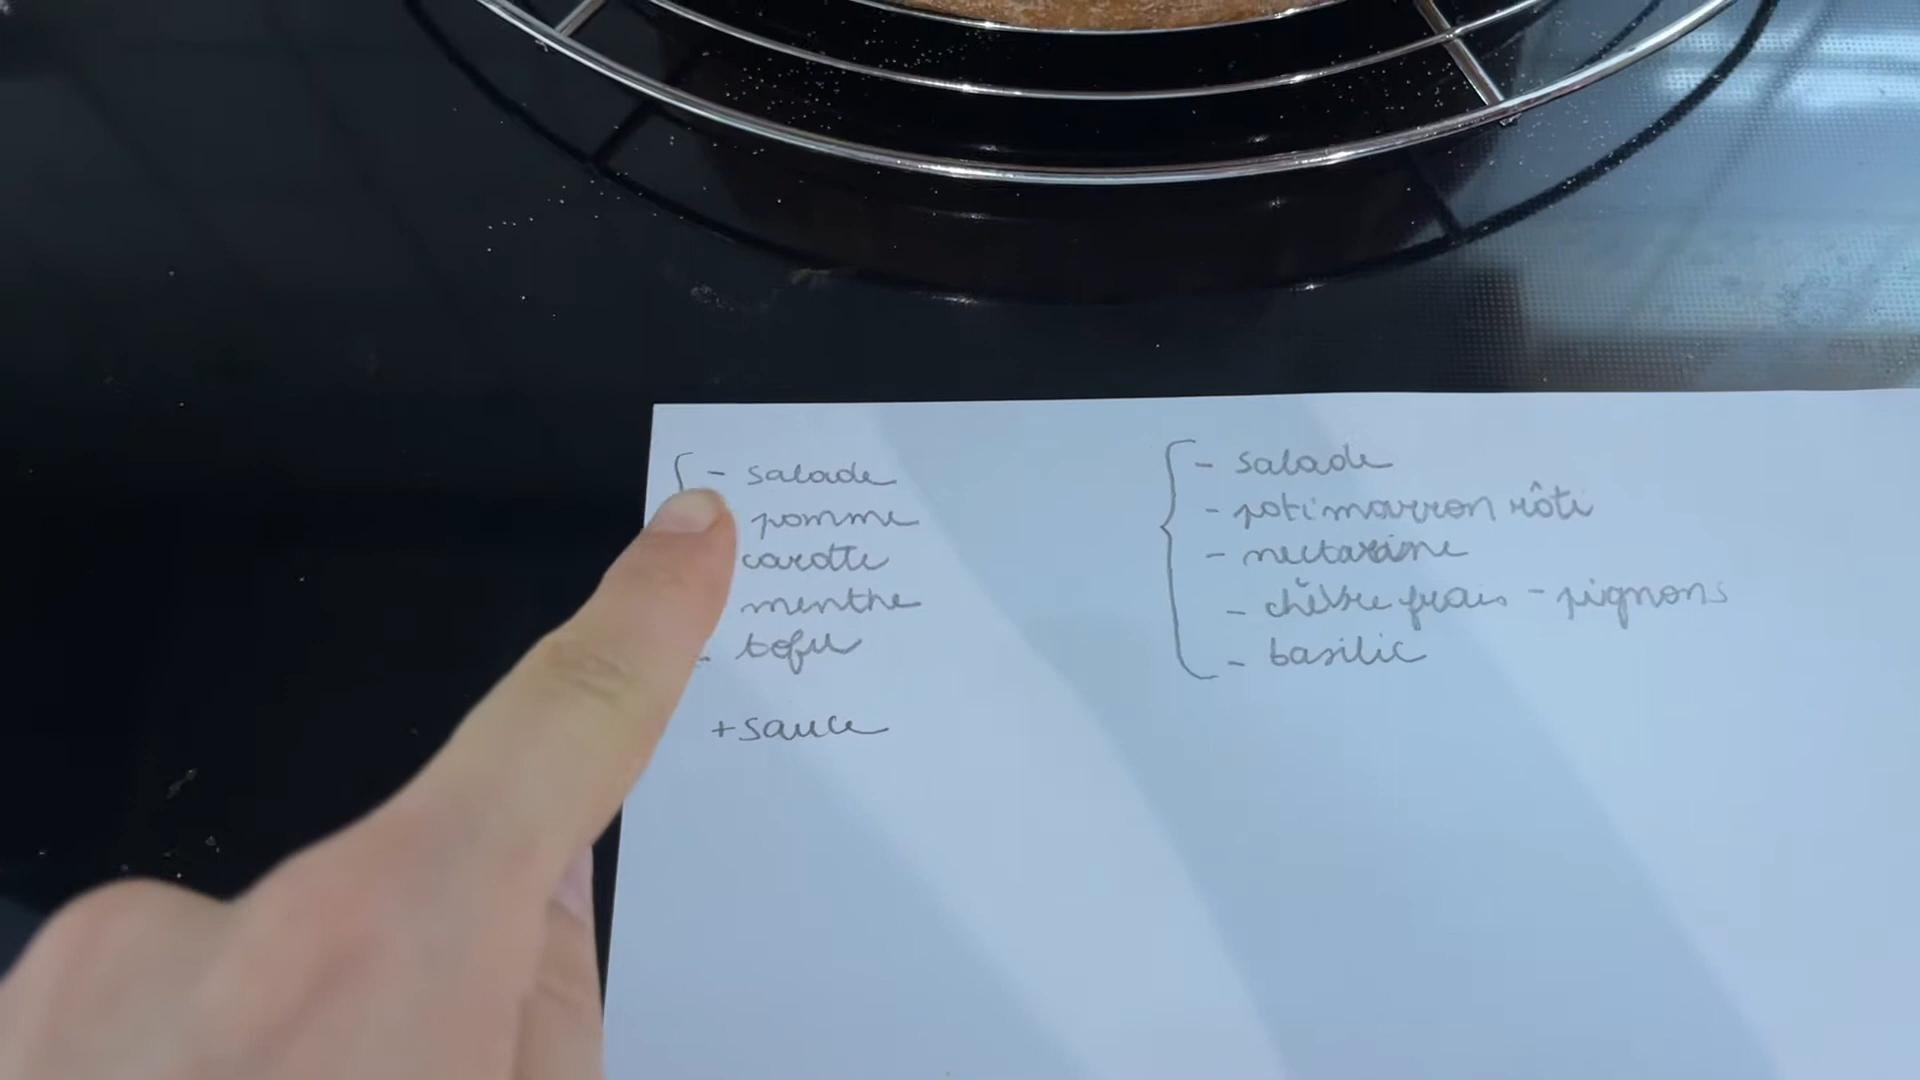 - salade
pomme
carotte
menthe
- tofu
+ sauce
- salade
- potimarron rôti
- nectarine
- chèvre frais - pignons
- basilic